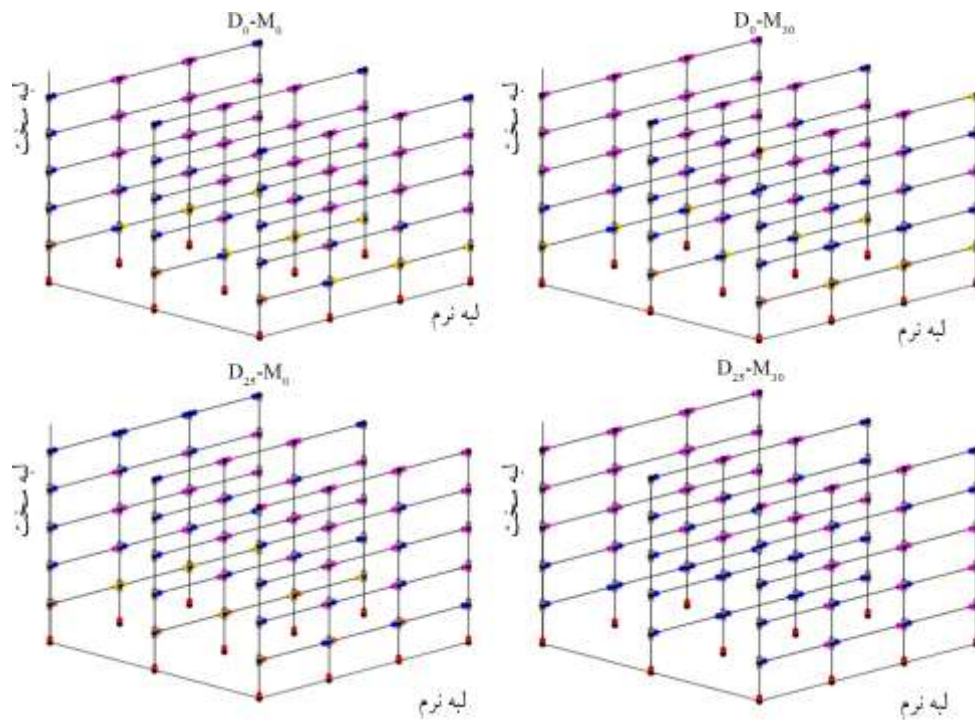 D₀-M₀
D₀-M₃₀
لبه سخت
لبه سخت
لبه نرم
لبه نرم
D₂₅-M₀
D₂₅-M₃₀
لبه سخت
لبه سخت
لبه نرم
لبه نرم